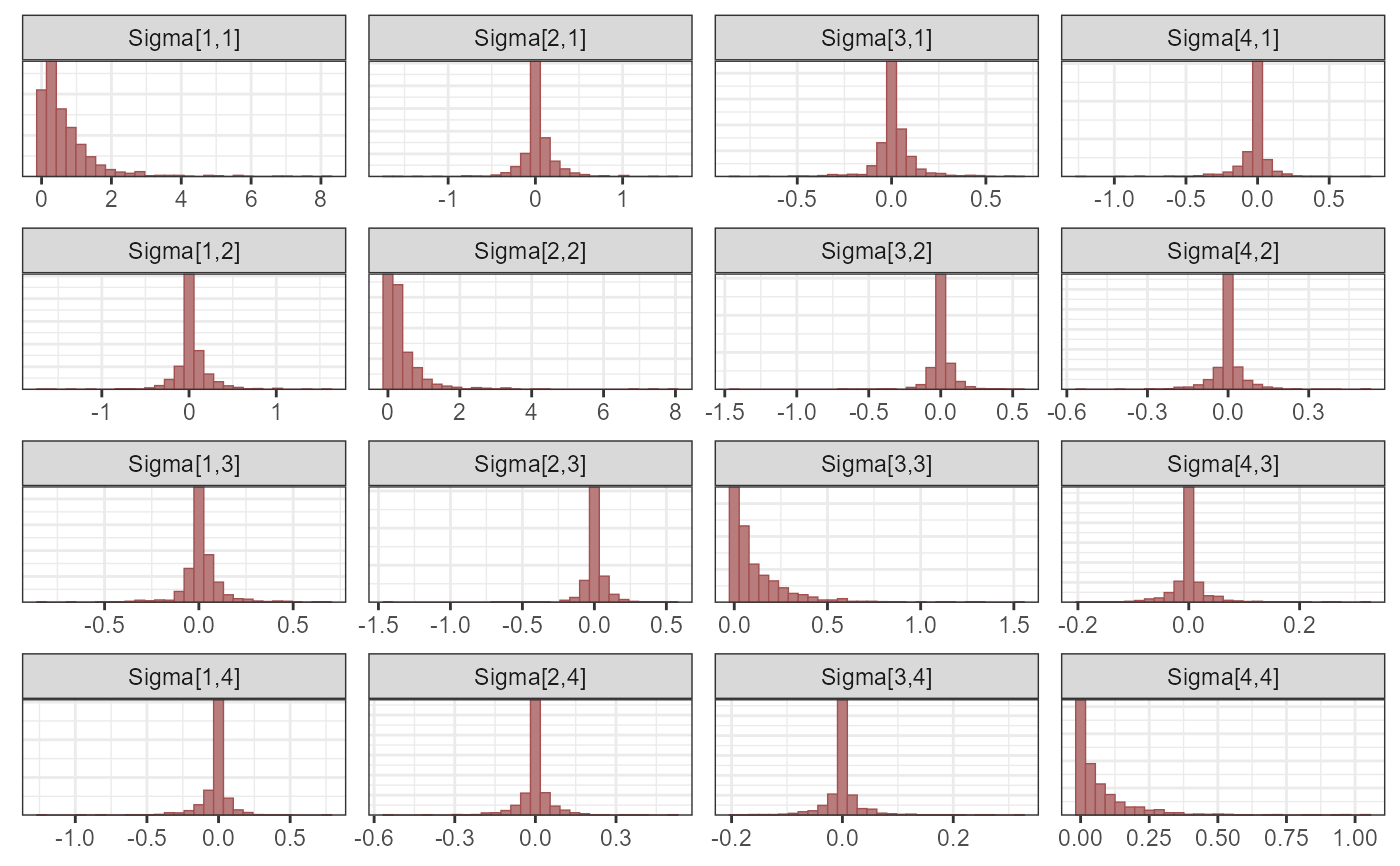 Sigma[1,1] Sigma[2,1] Sigma[3,1] Sigma[4,1]
0 2 4 6 8 -1 0 1 -0.5 0.0 0.5 -1.0 -0.5 0.0 0.5
Sigma[1,2] Sigma[2,2] Sigma[3,2] Sigma[4,2]
-1 0 1 0 2 4 6 8 -1.5 -1.0 -0.5 0.0 0.5 -0.6 -0.3 0.0 0.3
Sigma[1,3] Sigma[2,3] Sigma[3,3] Sigma[4,3]
-0.5 0.0 0.5 -1.5 -1.0 -0.5 0.0 0.5 0.0 0.5 1.0 1.5 -0.2 0.0 0.2
Sigma[1,4] Sigma[2,4] Sigma[3,4] Sigma[4,4]
-1.0 -0.5 0.0 0.5 -0.6 -0.3 0.0 0.3 -0.2 0.0 0.2 0.00 0.25 0.50 0.75 1.00